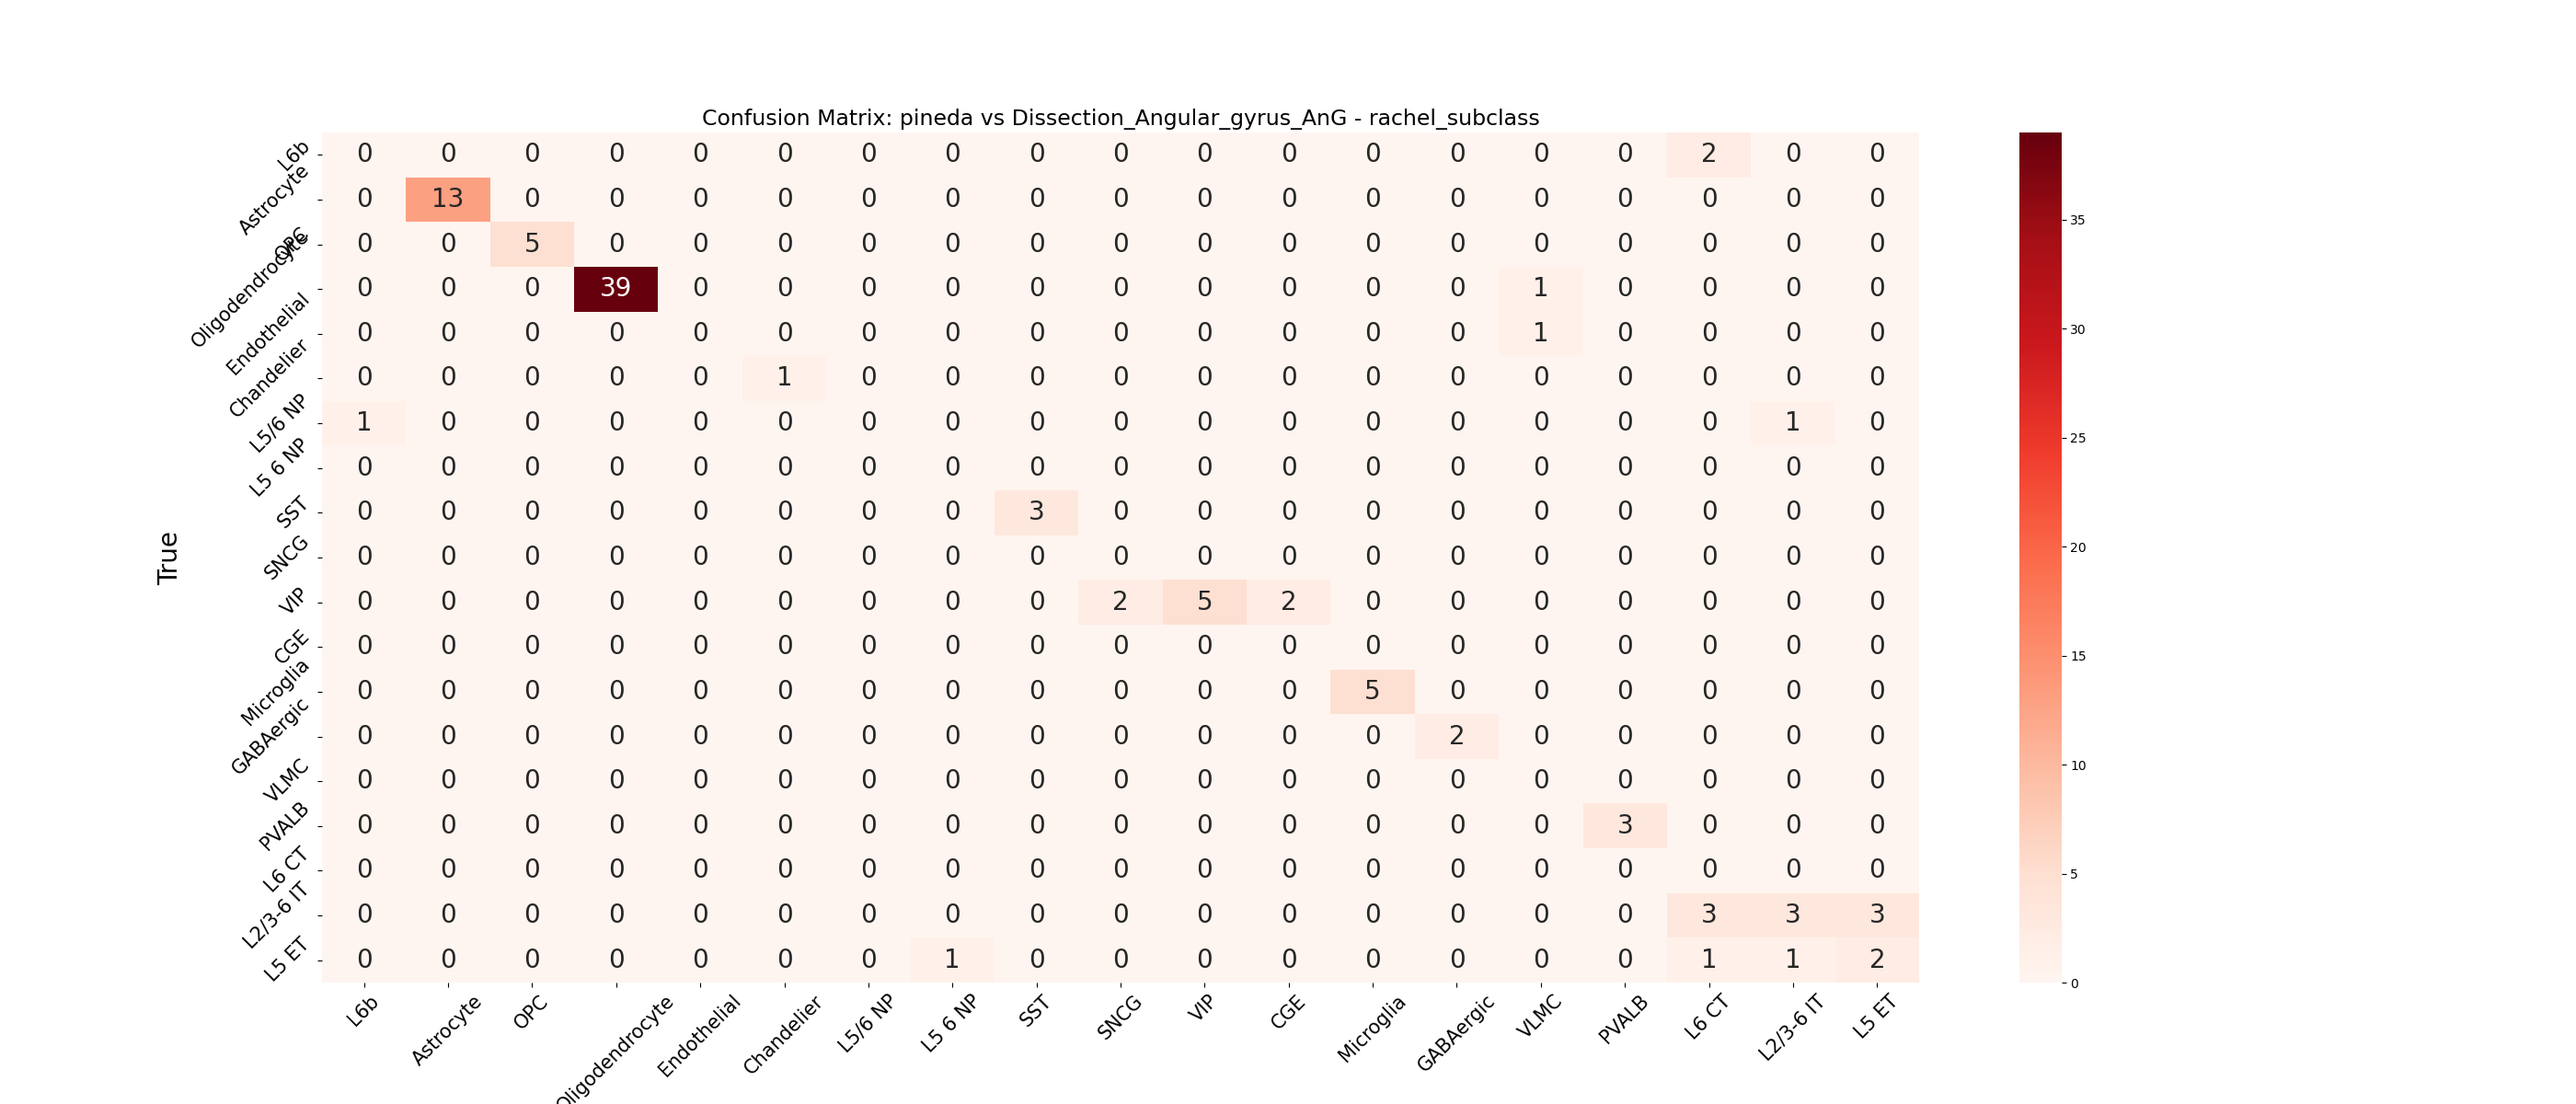 Confusion Matrix: pineda vs Dissection_Angular_gyrus_AnG - rachel_subclass
True
L6b 0 0 0 0 0 0 0 0 0 0 0 0 0 0 0 0 2 0 0
Astrocyte 0 13 0 0 0 0 0 0 0 0 0 0 0 0 0 0 0 0 0
OPC 0 0 5 0 0 0 0 0 0 0 0 0 0 0 0 0 0 0 0
Oligodendrocyte 0 0 0 39 0 0 0 0 0 0 0 0 0 0 1 0 0 0 0
Endothelial 0 0 0 0 0 0 0 0 0 0 0 0 0 0 1 0 0 0 0
Chandelier 0 0 0 0 0 1 0 0 0 0 0 0 0 0 0 0 0 0 0
L5/6 NP 1 0 0 0 0 0 0 0 0 0 0 0 0 0 0 0 0 1 0
L5 6 NP 0 0 0 0 0 0 0 0 0 0 0 0 0 0 0 0 0 0 0
SST 0 0 0 0 0 0 0 0 3 0 0 0 0 0 0 0 0 0 0
SNCG 0 0 0 0 0 0 0 0 0 0 0 0 0 0 0 0 0 0 0
VIP 0 0 0 0 0 0 0 0 0 2 5 2 0 0 0 0 0 0 0
CGE 0 0 0 0 0 0 0 0 0 0 0 0 0 0 0 0 0 0 0
Microglia 0 0 0 0 0 0 0 0 0 0 0 0 5 0 0 0 0 0 0
GABAergic 0 0 0 0 0 0 0 0 0 0 0 0 0 2 0 0 0 0 0
VLMC 0 0 0 0 0 0 0 0 0 0 0 0 0 0 0 0 0 0 0
PVALB 0 0 0 0 0 0 0 0 0 0 0 0 0 0 0 3 0 0 0
L6 CT 0 0 0 0 0 0 0 0 0 0 0 0 0 0 0 0 0 0 0
L2/3-6 IT 0 0 0 0 0 0 0 0 0 0 0 0 0 0 0 0 3 3 3
L5 ET 0 0 0 0 0 0 0 1 0 0 0 0 0 0 0 0 1 1 2
L6b Astrocyte OPC Oligodendrocyte Endothelial Chandelier L5/6 NP L5 6 NP SST SNCG VIP CGE Microglia GABAergic VLMC PVALB L6 CT L2/3-6 IT L5 ET
35
30
25
20
15
10
5
0